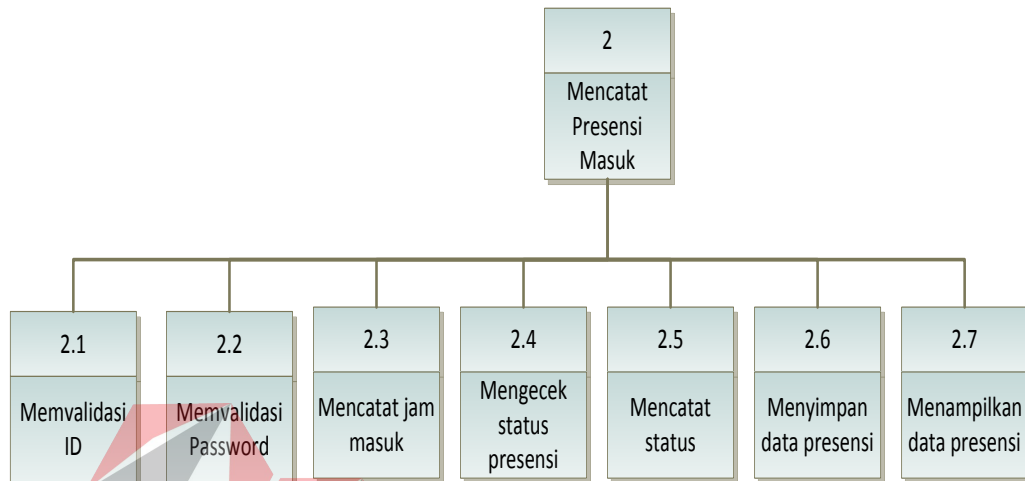 2
Mencatat
Presensi
Masuk
2.1
Memvalidasi
ID
2.2
Memvalidasi
Password
2.3
Mencatat jam
masuk
2.4
Mengecek
status
presensi
2.5
Mencatat
status
2.6
Menyimpan
data presensi
2.7
Menampilkan
data presensi